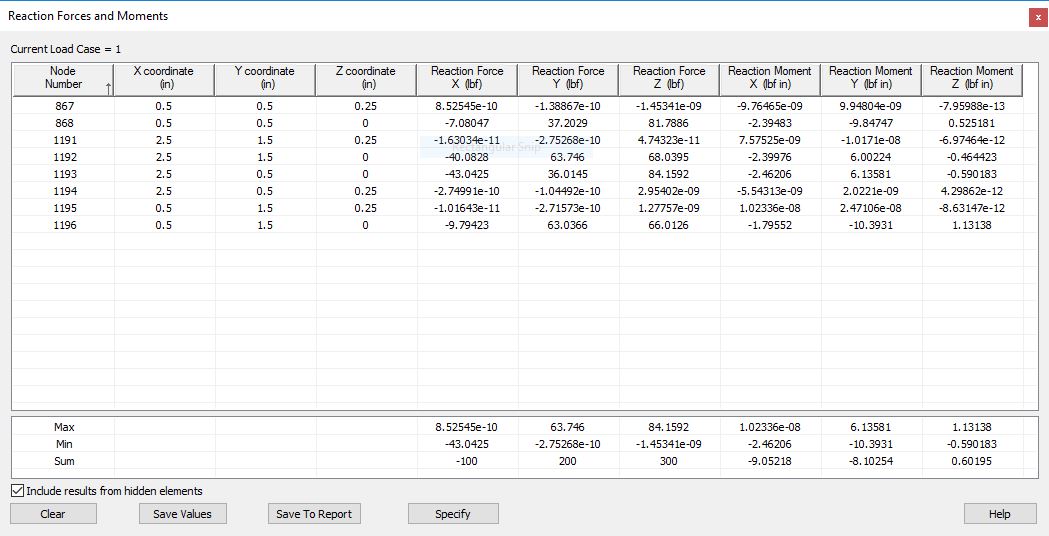 Reaction Forces and Moments
x
Current Load Case = 1
Node Number X coordinate (in) Y coordinate (in) Z coordinate (in) Reaction Force X (lbf) Reaction Force Y (lbf) Reaction Force Z (lbf) Reaction Moment X (lbf in) Reaction Moment Y (lbf in) Reaction Moment Z (lbf in)
867 0.5 0.5 0.25 8.52545e-10 -1.38867e-10 -1.45341e-09 -9.76465e-09 9.94804e-09 -7.95988e-13
868 0.5 0.5 0 -7.08047 37.2029 81.7886 -2.39483 -9.84747 0.525181
1191 2.5 1.5 0.25 -1.63034e-11 -2.75268e-10 4.74323e-11 7.57525e-09 -1.0171e-08 -6.97464e-12
Rectangular Snip
1192 2.5 1.5 0 -40.0828 63.746 68.0395 -2.39976 6.00224 -0.464423
1193 2.5 0.5 0 -43.0425 36.0145 84.1592 -2.46206 6.13581 -0.590183
1194 2.5 0.5 0.25 -2.74991e-10 -1.04492e-10 2.95402e-09 -5.54313e-09 2.0221e-09 4.29862e-12
1195 0.5 1.5 0.25 -1.01643e-11 -2.71573e-10 1.27757e-09 1.02336e-08 2.47106e-08 -8.63147e-12
1196 0.5 1.5 0 -9.79423 63.0366 66.0126 -1.79552 -10.3931 1.13138
Max 8.52545e-10 63.746 84.1592 1.02336e-08 6.13581 1.13138
Min -43.0425 -2.75268e-10 -1.45341e-09 -2.46206 -10.3931 -0.590183
Sum -100 200 300 -9.05218 -8.10254 0.60195
Include results from hidden elements
Clear Save Values Save To Report Specify Help